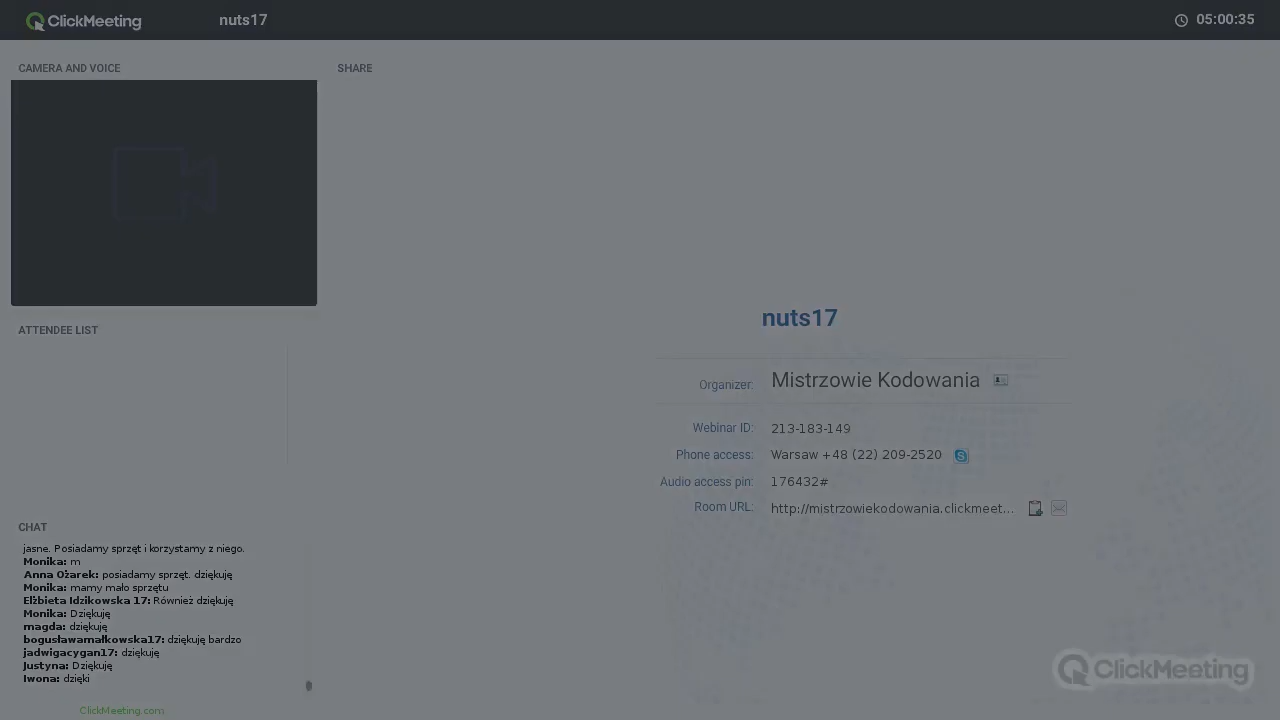 ClickMeeting
nuts17
05:00:35
CAMERA AND VOICE
SHARE
ATTENDEE LIST
nuts17
Organizer: Mistrzowie Kodowania
Webinar ID: 213-183-149
Phone access: Warsaw +48 (22) 209-2520
Audio access pin: 176432#
Room URL: http://mistrzowiekodowania.clickmeet...
CHAT
jasne. Posiadamy sprzęt i korzystamy z niego.
Monika: m
Anna Ożarek: posiadamy sprzęt. dziękuję
Monika: mamy mało sprzętu
Elżbieta Idzikowska 17: Również dziękuję
Monika: Dziękuję
magda: dziękuję
bogusławamałkowska17: dziękuję bardzo
jadwigacygan17: dziękuję
Justyna: Dziękuję
Iwona: dzięki
ClickMeeting.com
ClickMeeting